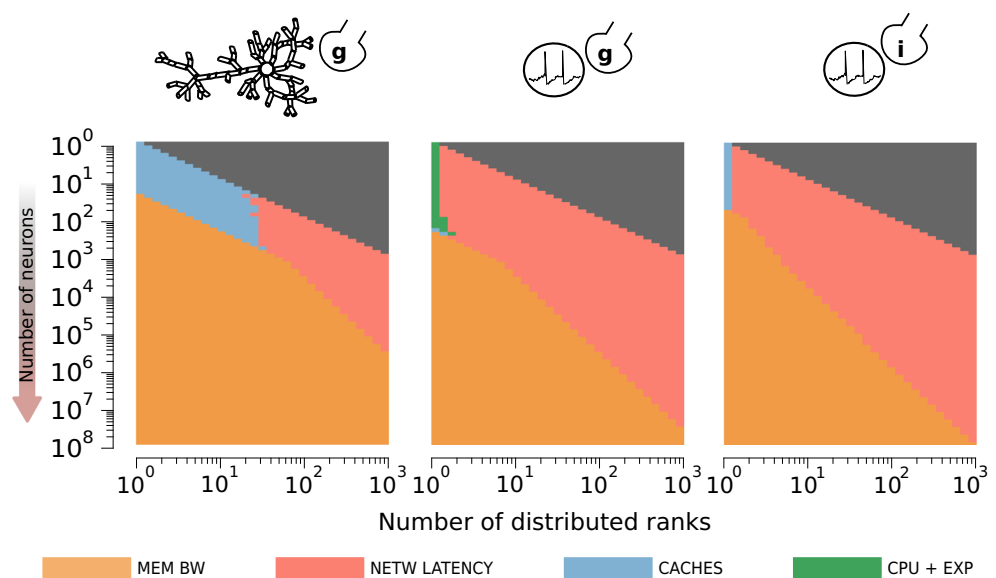 g
g
i
Number of neurons
10^0
10^1
10^2
10^3
10^4
10^5
10^6
10^7
10^8
10^0 10^1 10^2 10^3
10^0 10^1 10^2 10^3
10^0 10^1 10^2 10^3
Number of distributed ranks
MEM BW NETW LATENCY CACHES CPU + EXP